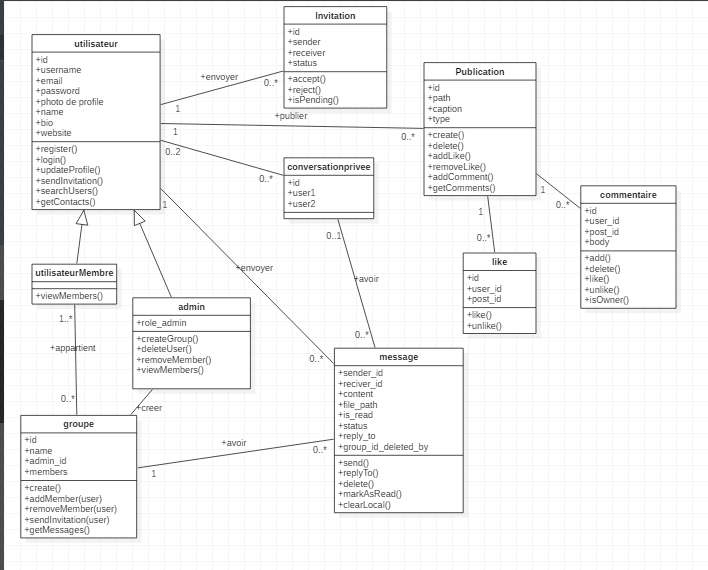 Invitation
+id
+sender
+receiver
+status
+accept()
+reject()
+isPending()
utilisateur
+id
+username
+email
+password
+photo de profile
+name
+bio
+website
+register()
+login()
+updateProfile()
+sendInvitation()
+searchUsers()
+getContacts()
+envoyer
1
0..*
Publication
+id
+path
+caption
+type
+create()
+delete()
+addLike()
+removeLike()
+addComment()
+getComments()
+publier
1
0..*
0..2
0..*
conversationprivee
+id
+user1
+user2
commentaire
+id
+user_id
+post_id
+body
+add()
+delete()
+like()
+unlike()
+isOwner()
1
0..*
1
0..*
like
+id
+user_id
+post_id
+like()
+unlike()
1
+envoyer
0..*
0..1
+avoir
0..*
utilisateurMembre
+viewMembers()
admin
+role_admin
+createGroup()
+deleteUser()
+removeMember()
+viewMembers()
1..*
+appartient
0..*
+creer
message
+sender_id
+reciver_id
+content
+file_path
+is_read
+status
+reply_to
+group_id_deleted_by
+send()
+replyTo()
+delete()
+markAsRead()
+clearLocal()
groupe
+id
+name
+admin_id
+members
+create()
+addMember(user)
+removeMember(user)
+sendInvitation(user)
+getMessages()
+avoir
1
0..*